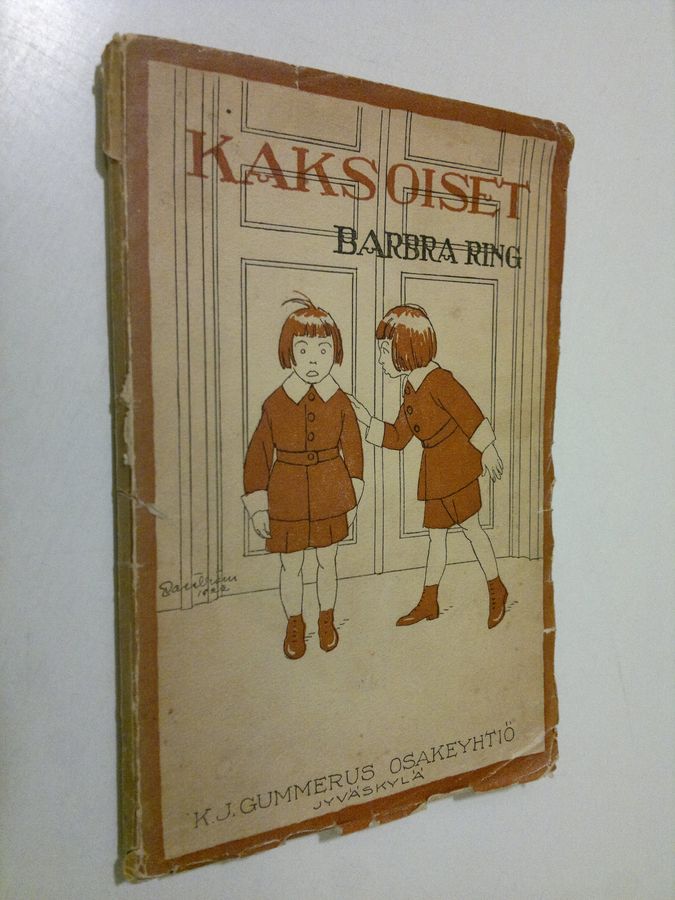 KAKSOISET
BARBRA RING
K.J. GUMMERUS OSAKEYHTIÖ
JYVÄSKYLÄ